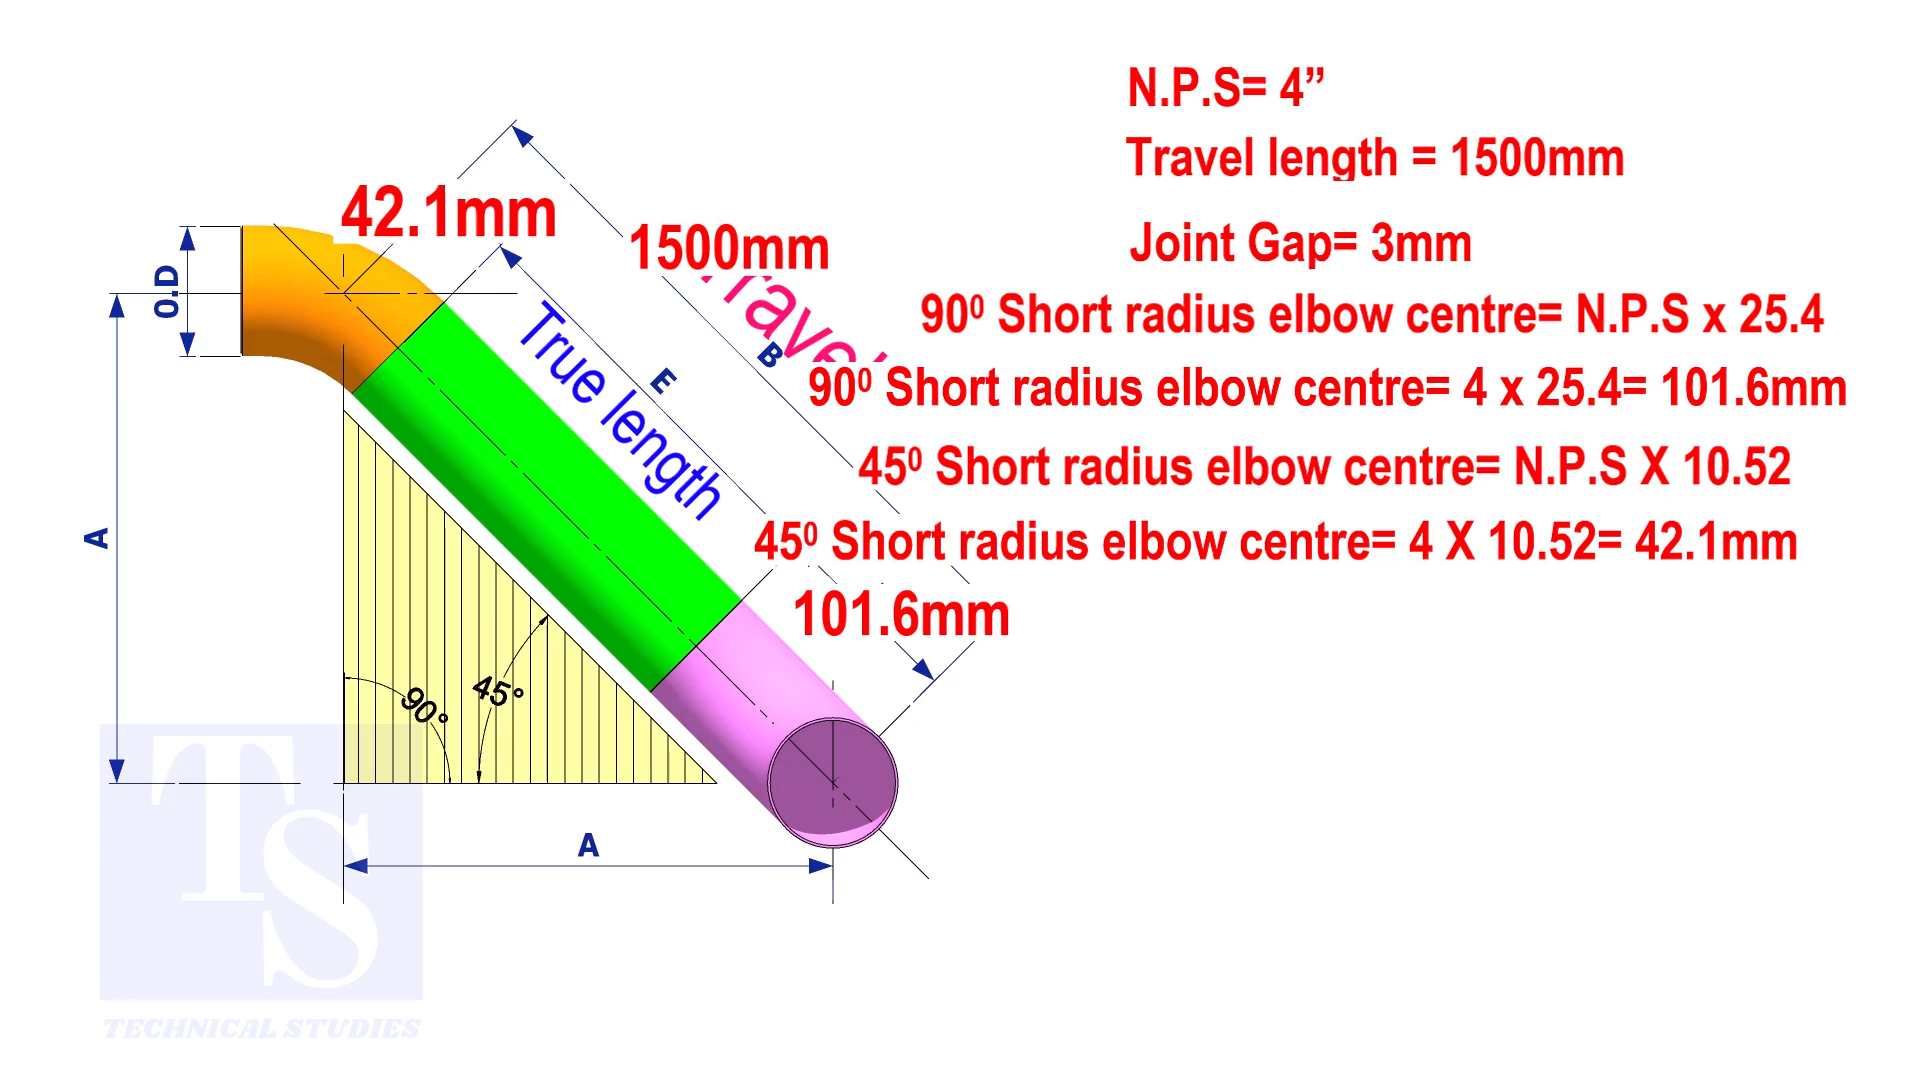 N.P.S= 4”
Travel length = 1500mm
Joint Gap= 3mm
90⁰ Short radius elbow centre= N.P.S x 25.4
90⁰ Short radius elbow centre= 4 x 25.4= 101.6mm
45⁰ Short radius elbow centre= N.P.S X 10.52
45⁰ Short radius elbow centre= 4 X 10.52= 42.1mm
42.1mm
1500mm
B
E
True length
101.6mm
O.D
A
90°
45°
A
TS
TECHNICAL STUDIES